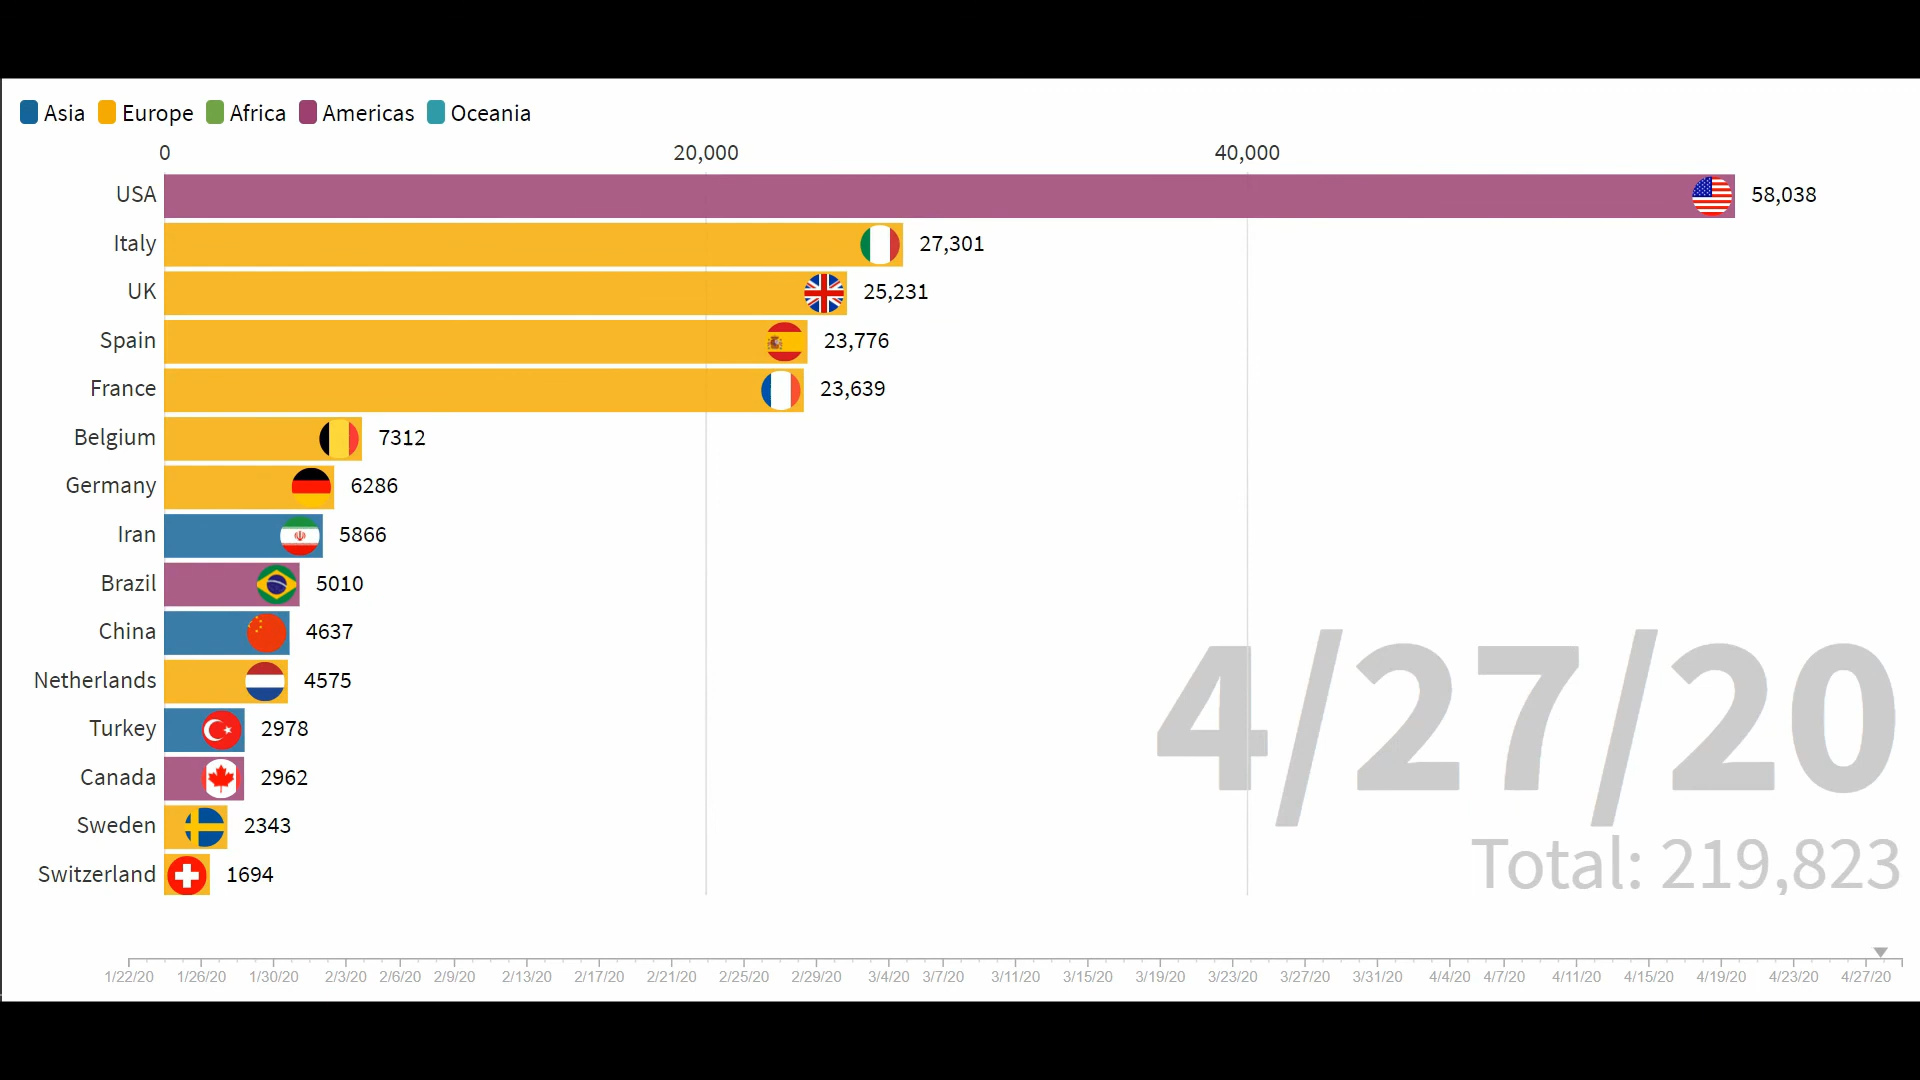 Asia Europe Africa Americas Oceania
0 20,000 40,000
USA 58,038
Italy 27,301
UK 25,231
Spain 23,776
France 23,639
Belgium 7312
Germany 6286
Iran 5866
Brazil 5010
China 4637
Netherlands 4575
Turkey 2978
Canada 2962
Sweden 2343
Switzerland 1694
4/27/20
Total: 219,823
1/22/20 1/26/20 1/30/20 2/3/20 2/6/20 2/9/20 2/13/20 2/17/20 2/21/20 2/25/20 2/29/20 3/4/20 3/7/20 3/11/20 3/15/20 3/19/20 3/23/20 3/27/20 3/31/20 4/4/20 4/7/20 4/11/20 4/15/20 4/19/20 4/23/20 4/27/20